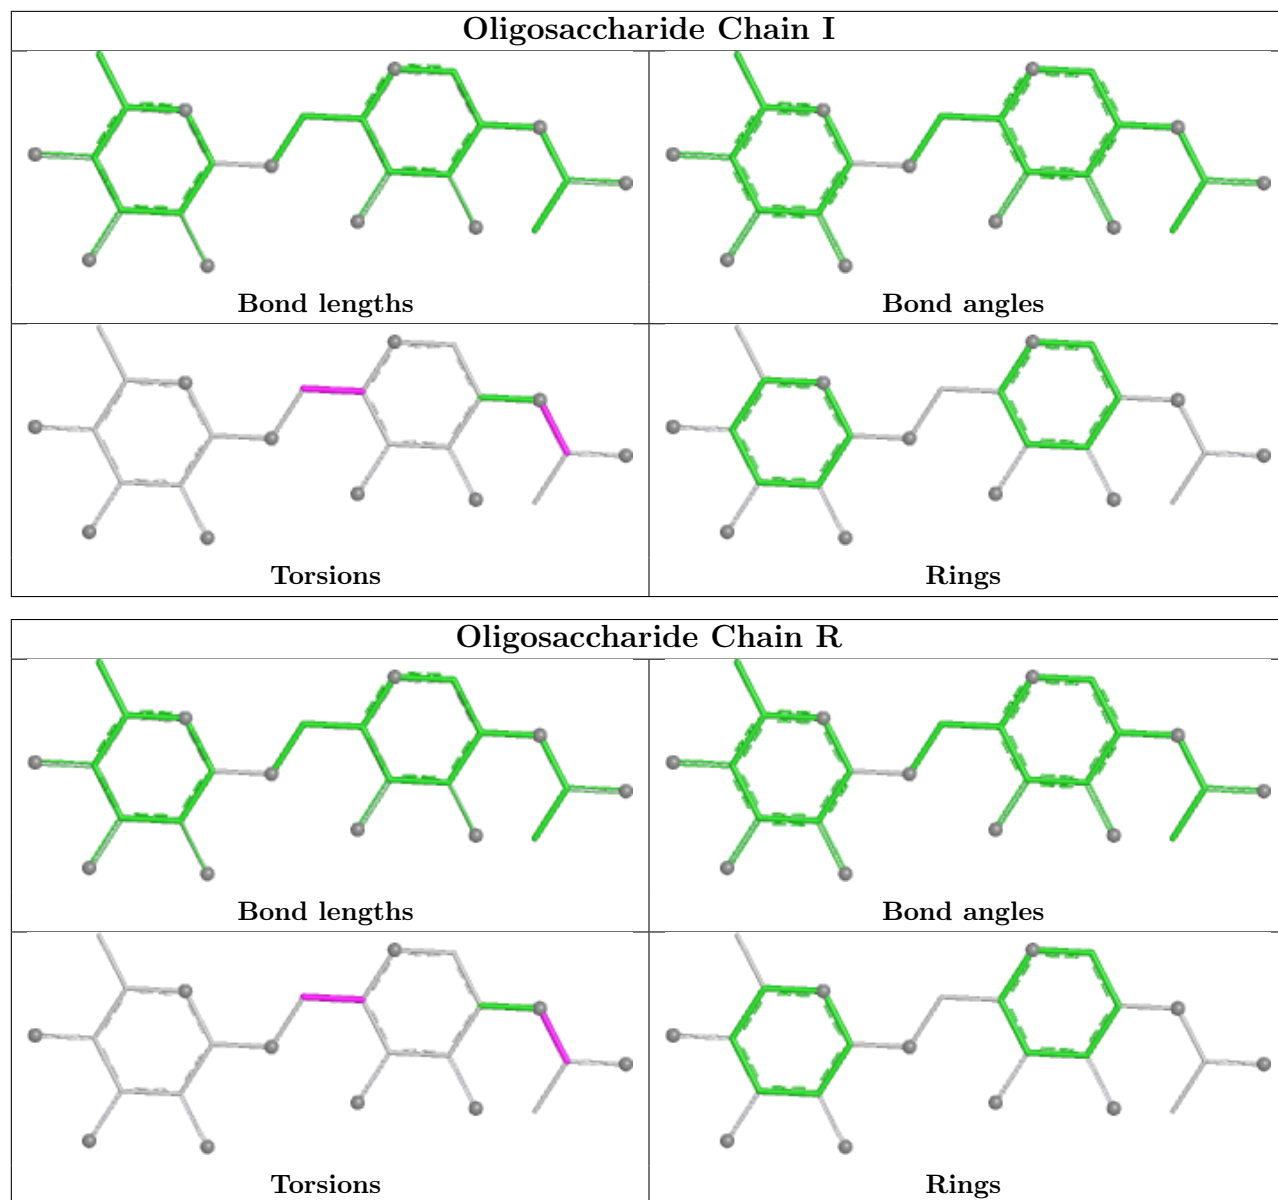 Oligosaccharide Chain I
Bond lengths
Bond angles
Torsions
Rings
Oligosaccharide Chain R
Bond lengths
Bond angles
Torsions
Rings